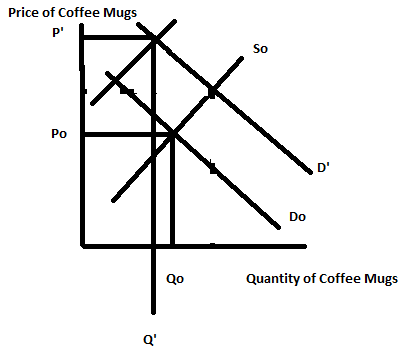 Price of Coffee Mugs
P'
So
Po
D'
Do
Qo
Quantity of Coffee Mugs
Q'